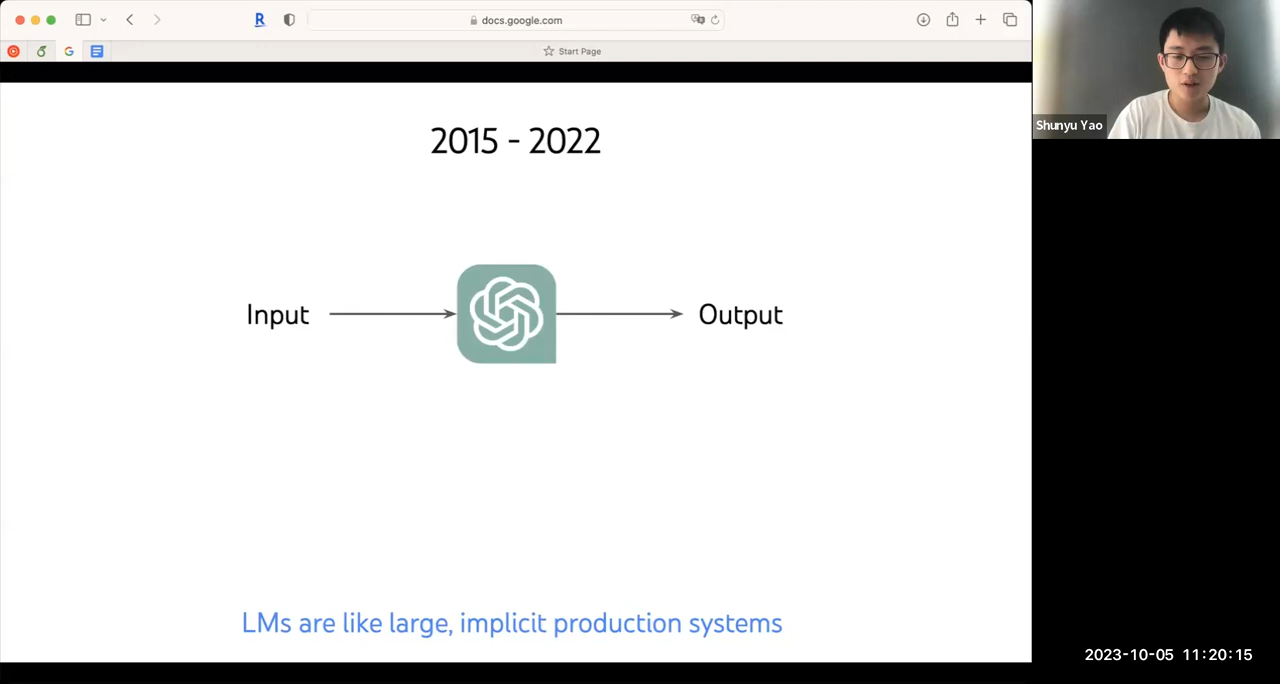 docs.google.com
Start Page
2015 - 2022
Input
Output
LMs are like large, implicit production systems
Shunyu Yao
2023-10-05 11:20:15